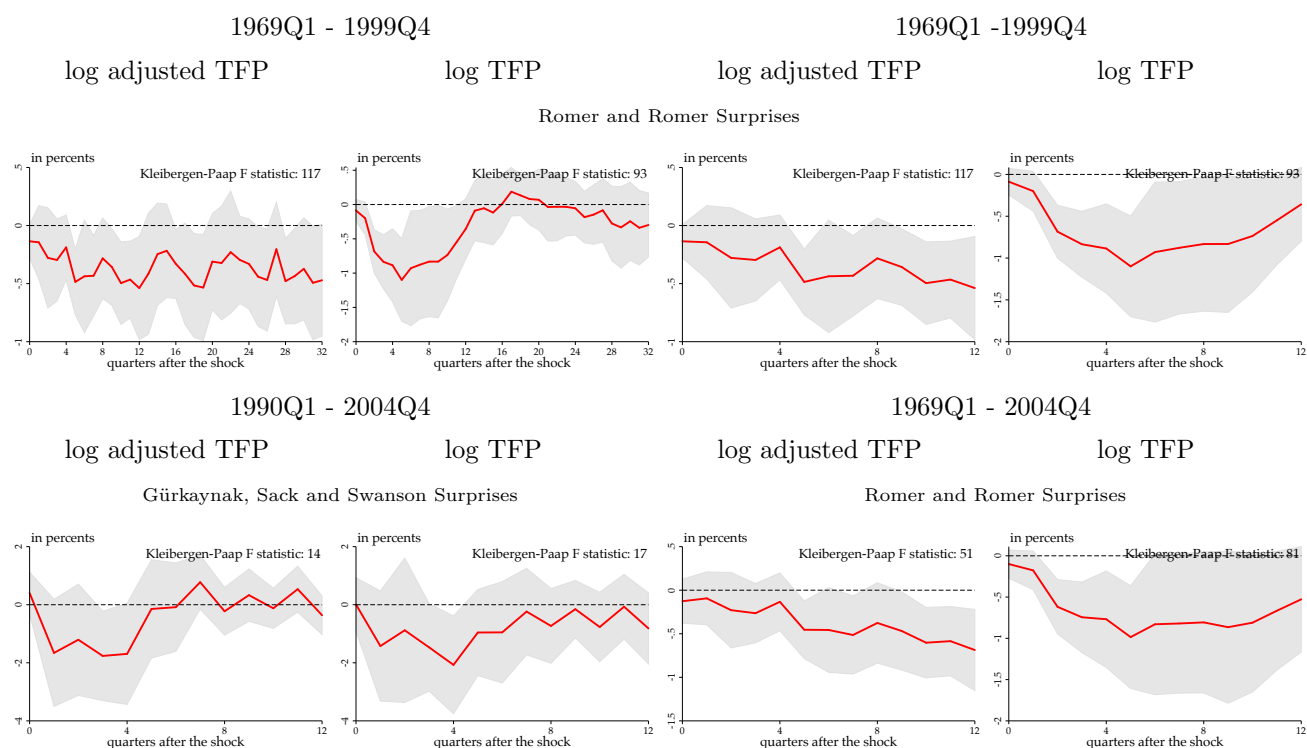 1969Q1 - 1999Q4 1969Q1 -1999Q4
log adjusted TFP log TFP log adjusted TFP log TFP
Romer and Romer Surprises
in percents
Kleibergen-Paap F statistic: 117
.5
0
-.5
-1
0 4 8 12 16 20 24 28 32
quarters after the shock
in percents
Kleibergen-Paap F statistic: 93
.5
0
-.5
-1
-1.5
-2
0 4 8 12 16 20 24 28 32
quarters after the shock
in percents
Kleibergen-Paap F statistic: 117
.5
0
-.5
-1
0 4 8 12
quarters after the shock
in percents
Kleibergen-Paap F statistic: 93
0
-.5
-1
-1.5
-2
0 4 8 12
quarters after the shock
1990Q1 - 2004Q4 1969Q1 - 2004Q4
log adjusted TFP log TFP log adjusted TFP log TFP
Gürkaynak, Sack and Swanson Surprises Romer and Romer Surprises
in percents
Kleibergen-Paap F statistic: 14
2
0
-2
-4
0 4 8 12
quarters after the shock
in percents
Kleibergen-Paap F statistic: 17
2
0
-2
-4
0 4 8 12
quarters after the shock
in percents
Kleibergen-Paap F statistic: 51
.5
0
-.5
-1
-1.5
0 4 8 12
quarters after the shock
in percents
Kleibergen-Paap F statistic: 81
0
-.5
-1
-1.5
-2
0 4 8 12
quarters after the shock